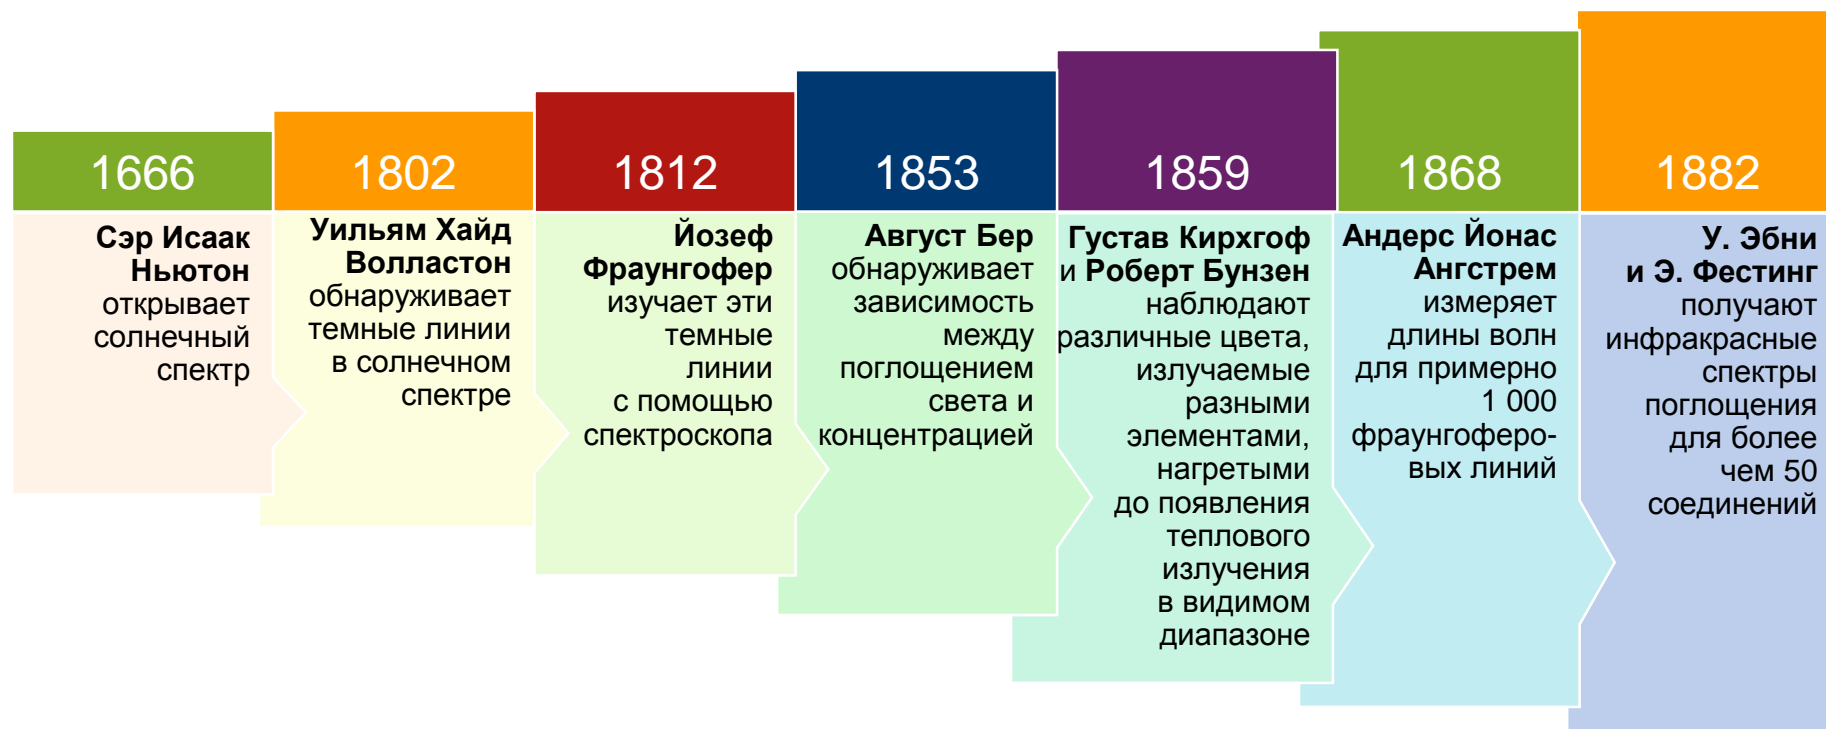 1666
Сэр Исаак
Ньютон
открывает
солнечный
спектр
1802
Уильям Хайд
Волластон
обнаруживает
темные линии
в солнечном
спектре
1812
Йозеф
Фраунгофер
изучает эти
темные
линии
с помощью
спектроскопа
1853
Август Бер
обнаруживает
зависимость
между
поглощением
света и
концентрацией
1859
Густав Кирхгоф
и Роберт Бунзен
наблюдают
различные цвета,
излучаемые
разными
элементами,
нагретыми
до появления
теплового
излучения
в видимом
диапазоне
1868
Андерс Йонас
Ангстрем
измеряет
длины волн
для примерно
1 000
фраунгоферо-
вых линий
1882
У. Эбни
и Э. Фестинг
получают
инфракрасные
спектры
поглощения
для более
чем 50
соединений